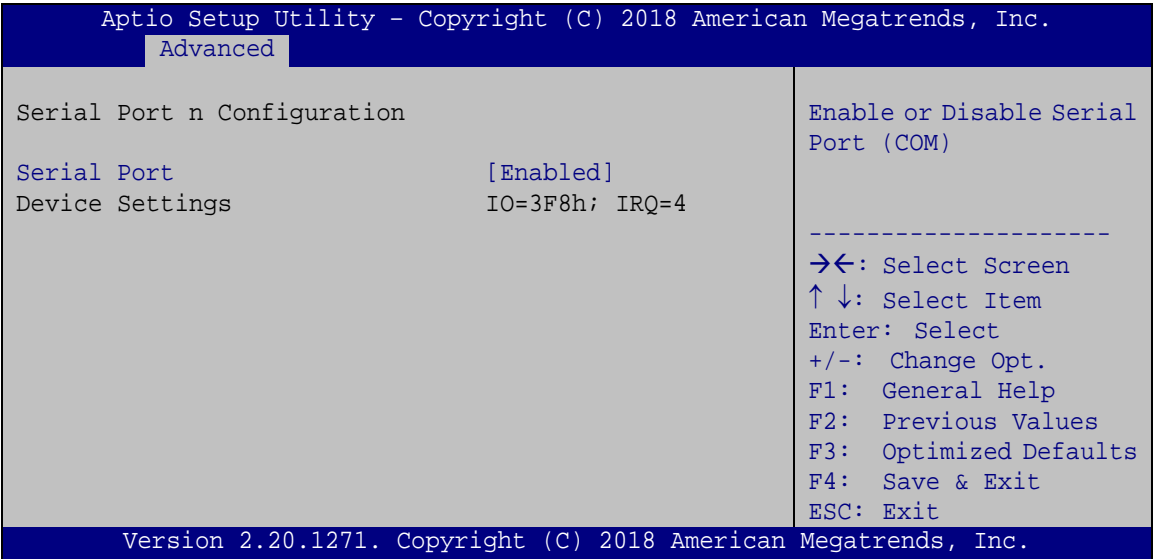 Aptio Setup Utility – Copyright (C) 2018 American Megatrends, Inc.
Advanced
Serial Port n Configuration
Serial Port [Enabled]
Device Settings IO=3F8h; IRQ=4
Enable or Disable Serial
Port (COM)
---------------------
→←: Select Screen
↑ ↓: Select Item
Enter: Select
+/-: Change Opt.
F1: General Help
F2: Previous Values
F3: Optimized Defaults
F4: Save & Exit
ESC: Exit
Version 2.20.1271. Copyright (C) 2018 American Megatrends, Inc.